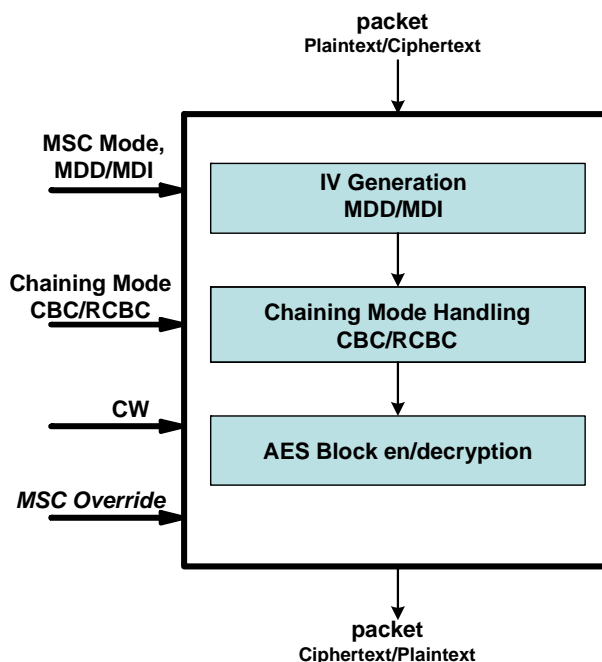 packet
Plaintext/Ciphertext
MSC Mode,
MDD/MDI
IV Generation
MDD/MDI
Chaining Mode
CBC/RCBC
Chaining Mode Handling
CBC/RCBC
CW
AES Block en/decryption
MSC Override
packet
Ciphertext/Plaintext